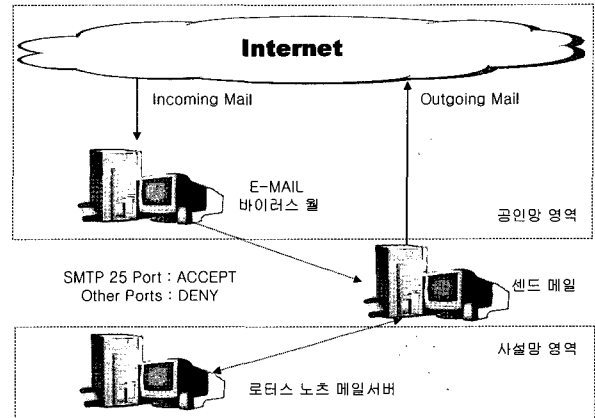 Internet
Incoming Mail
Outgoing Mail
E-MAIL
바이러스 월
공인망 영역
SMTP 25 Port : ACCEPT
Other Ports : DENY
센드 메일
사설망 영역
로터스 노츠 메일서버